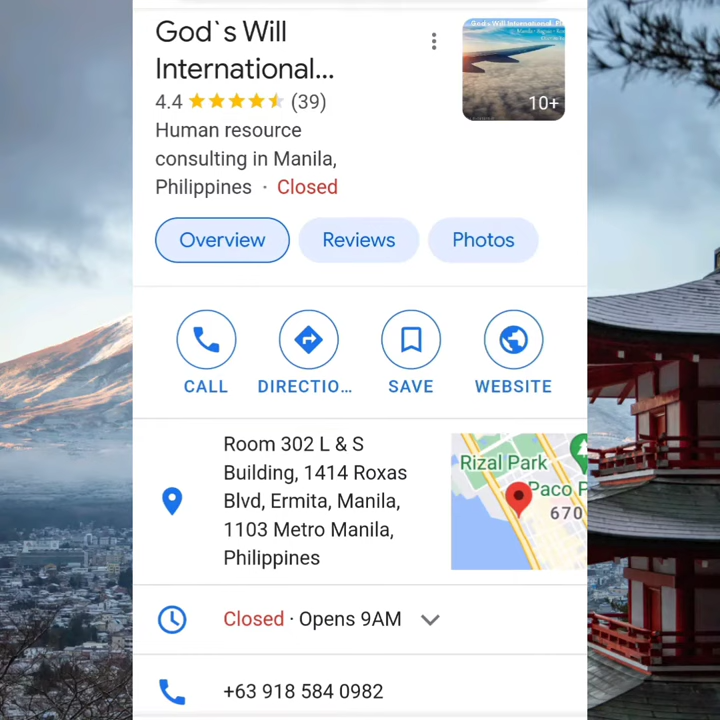 God`s Will
International...
4.4 (39)
Human resource
consulting in Manila,
Philippines · Closed
10+
Overview
Reviews
Photos
CALL
DIRECTIO...
SAVE
WEBSITE
Room 302 L & S
Building, 1414 Roxas
Blvd, Ermita, Manila,
1103 Metro Manila,
Philippines
Rizal Park
Paco P
670
Closed · Opens 9AM
+63 918 584 0982